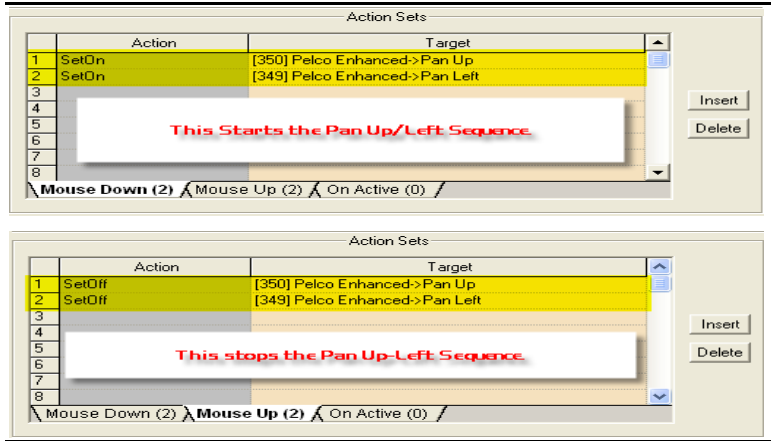 Action Sets
Action Target
1 SetOn [350] Pelco Enhanced->Pan Up
2 SetOn [349] Pelco Enhanced->Pan Left
3
4
5
6
7
8
This Starts the Pan Up/Left Sequence
Insert
Delete
Mouse Down (2) Mouse Up (2) On Active (0)
Action Sets
Action Target
1 SetOff [350] Pelco Enhanced->Pan Up
2 SetOff [349] Pelco Enhanced->Pan Left
3
4
5
6
7
8
This stops the Pan Up-Left Sequence
Insert
Delete
Mouse Down (2) Mouse Up (2) On Active (0)